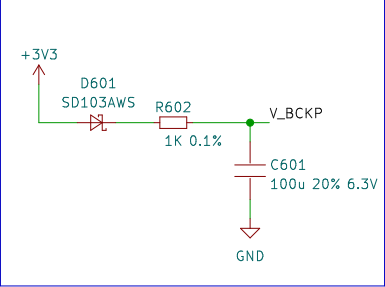 +3V3
D601
SD103AWS
R602
1K 0.1%
V_BCKP
C601
100u 20% 6.3V
GND